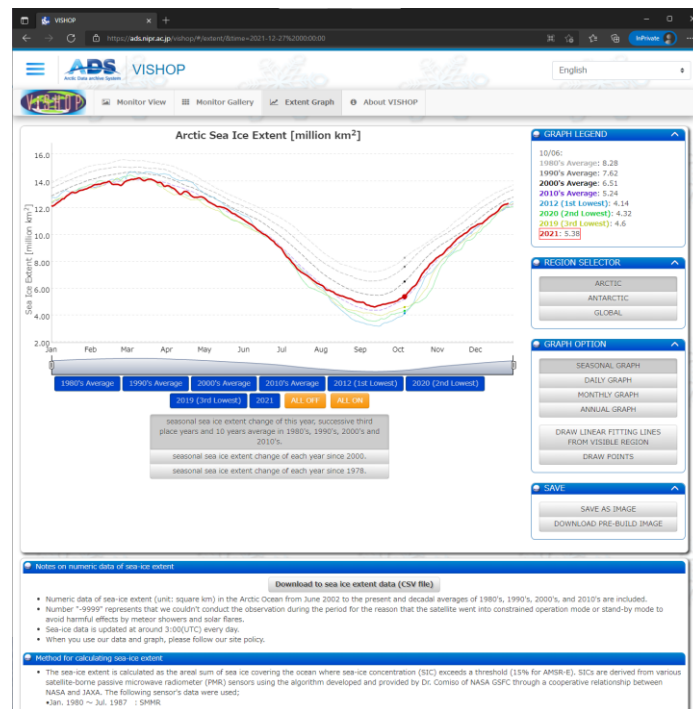 VISHOP
https://ads.nipr.ac.jp/vishop/#/extent/&time=2021-12-27%2000:00:00
InPrivate
ADS
Arctic Data archive System
VISHOP
English
VISHOP
Monitor View
Monitor Gallery
Extent Graph
About VISHOP
Arctic Sea Ice Extent [million km²]
Sea Ice Extent [million km²]
16.0
14.0
12.0
10.0
8.00
6.00
4.00
2.00
Jan Feb Mar Apr May Jun Jul Aug Sep Oct Nov Dec
1980's Average 1990's Average 2000's Average 2010's Average 2012 (1st Lowest) 2020 (2nd Lowest)
2019 (3rd Lowest) 2021 ALL OFF ALL ON
seasonal sea ice extent change of this year, successive third
place years and 10 years average in 1980's, 1990's, 2000's and
2010's.
seasonal sea ice extent change of each year since 2000.
seasonal sea ice extent change of each year since 1978.
GRAPH LEGEND
10/06:
1980's Average: 8.28
1990's Average: 7.62
2000's Average: 6.51
2010's Average: 5.24
2012 (1st Lowest): 4.14
2020 (2nd Lowest): 4.32
2019 (3rd Lowest): 4.6
2021: 5.38
REGION SELECTOR
ARCTIC
ANTARCTIC
GLOBAL
GRAPH OPTION
SEASONAL GRAPH
DAILY GRAPH
MONTHLY GRAPH
ANNUAL GRAPH
DRAW LINEAR FITTING LINES
FROM VISIBLE REGION
DRAW POINTS
SAVE
SAVE AS IMAGE
DOWNLOAD PRE-BUILD IMAGE
Notes on numeric data of sea-ice extent
Download to sea ice extent data (CSV file)
• Numeric data of sea-ice extent (unit: square km) in the Arctic Ocean from June 2002 to the present and decadal averages of 1980's, 1990's, 2000's, and 2010's are included.
• Number "-9999" represents that we couldn't conduct the observation during the period for the reason that the satellite went into constrained operation mode or stand-by mode to
avoid harmful effects by meteor showers and solar flares.
• Sea-ice data is updated at around 3:00(UTC) every day.
• When you use our data and graph, please follow our site policy.
Method for calculating sea-ice extent
• The sea-ice extent is calculated as the areal sum of sea ice covering the ocean where sea-ice concentration (SIC) exceeds a threshold (15% for AMSR-E). SICs are derived from various
satellite-borne passive microwave radiometer (PMR) sensors using the algorithm developed and provided by Dr. Comiso of NASA GSFC through a cooperative relationship between
NASA and JAXA. The following sensor's data were used;
•Jan. 1980 ～ Jul. 1987 : SMMR